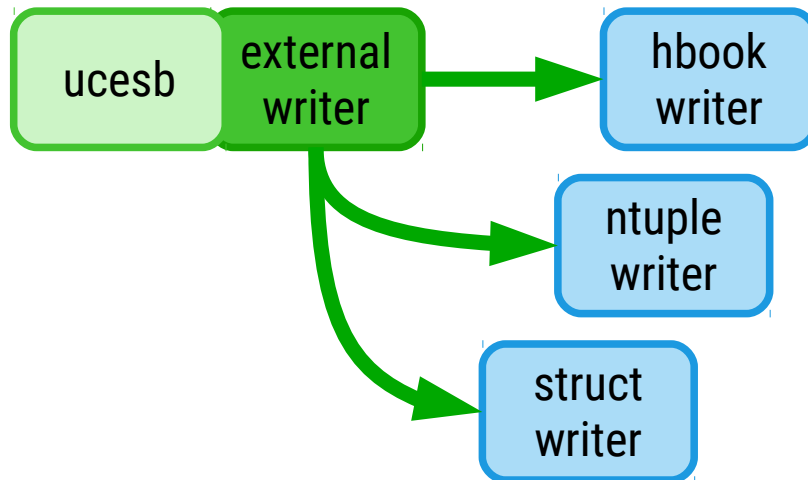 ucesb
external
writer
hbook
writer
ntuple
writer
struct
writer